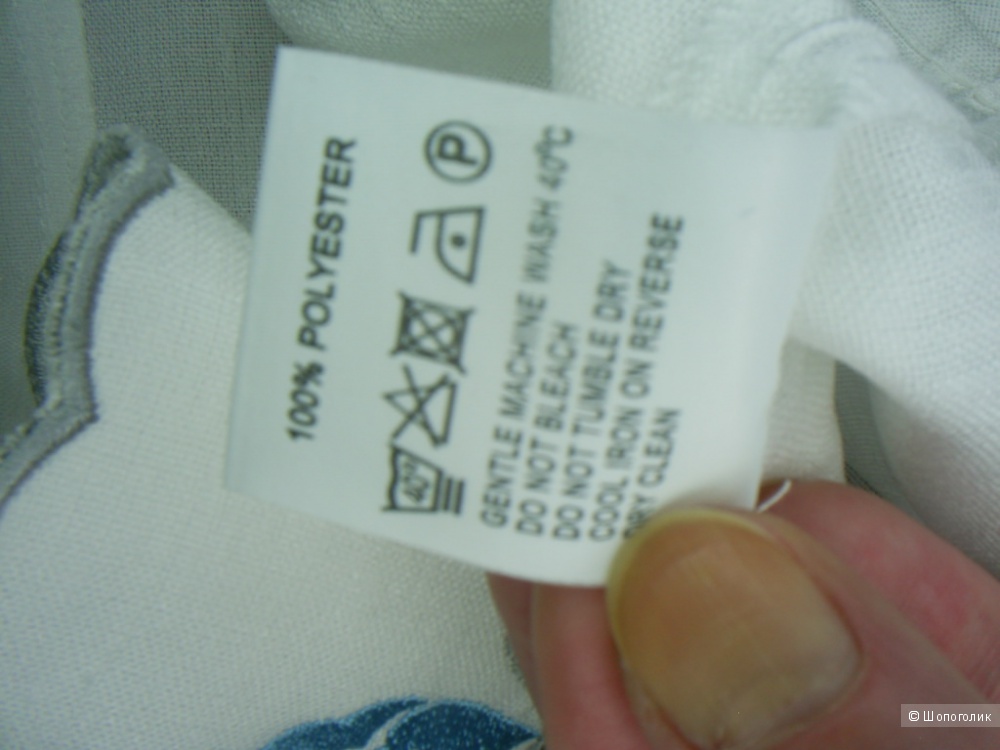 100% POLYESTER
40°
P
GENTLE MACHINE WASH 40ºC
DO NOT BLEACH
DO NOT TUMBLE DRY
COOL IRON ON REVERSE
DRY CLEAN
© Шопоголик